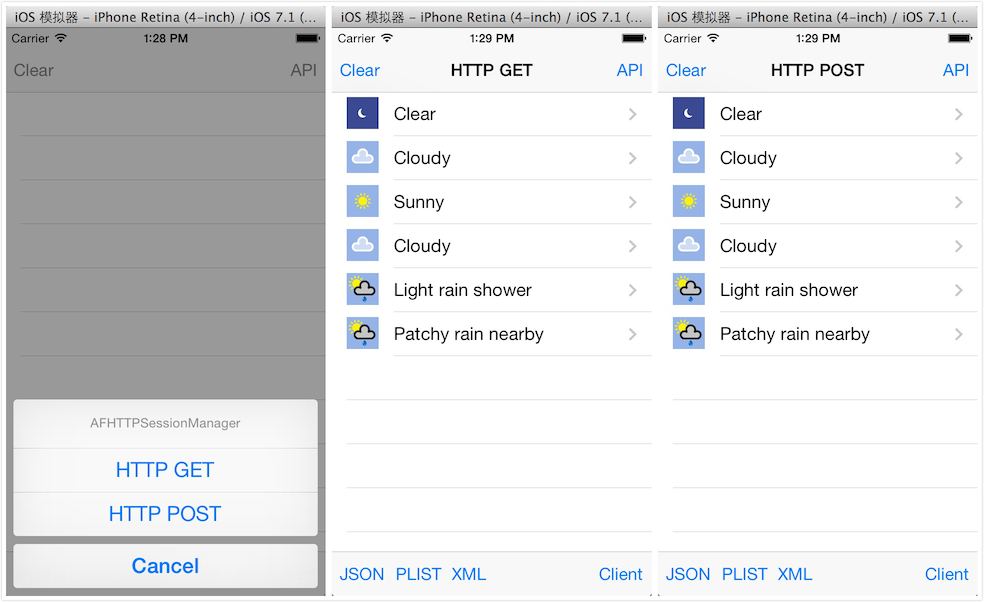 iOS 模拟器 – iPhone Retina (4-inch) / iOS 7.1 (...
Carrier 1:28 PM
Clear API
AFHTTPSessionManager
HTTP GET
HTTP POST
Cancel
iOS 模拟器 – iPhone Retina (4-inch) / iOS 7.1 (...
Carrier 1:29 PM
Clear HTTP GET API
Clear
Cloudy
Sunny
Cloudy
Light rain shower
Patchy rain nearby
JSON PLIST XML Client
iOS 模拟器 – iPhone Retina (4-inch) / iOS 7.1 (...
Carrier 1:29 PM
Clear HTTP POST API
Clear
Cloudy
Sunny
Cloudy
Light rain shower
Patchy rain nearby
JSON PLIST XML Client